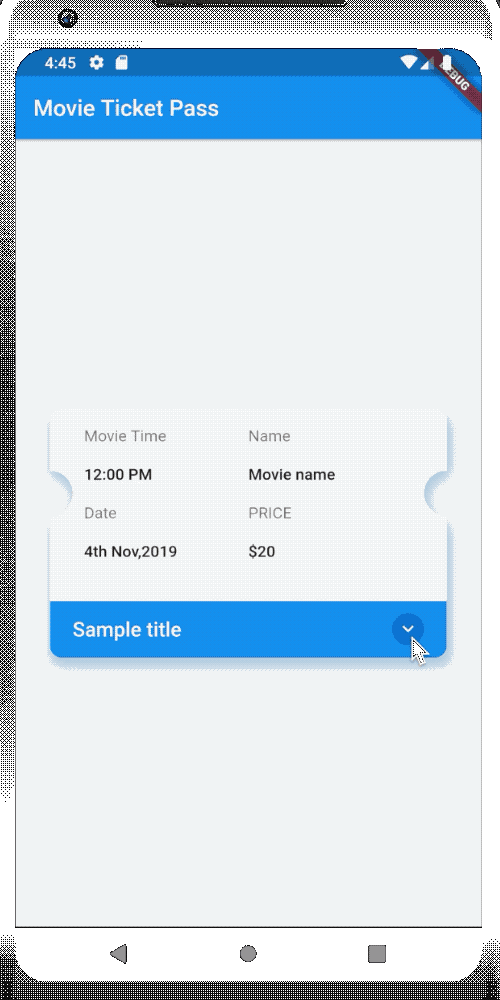 4:45
DEBUG
Movie Ticket Pass
Movie Time Name
12:00 PM Movie name
Date PRICE
4th Nov,2019 $20
Sample title